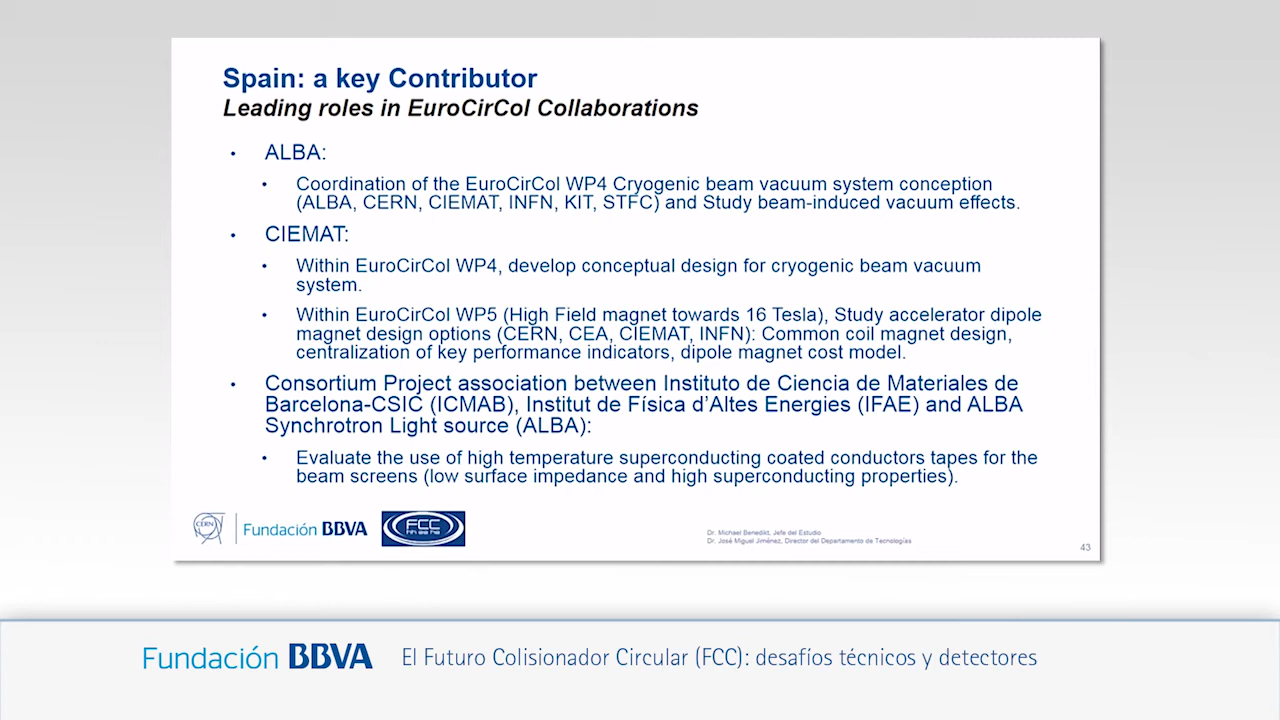 Spain: a key Contributor
Leading roles in EuroCirCol Collaborations
• ALBA:
• Coordination of the EuroCirCol WP4 Cryogenic beam vacuum system conception
(ALBA, CERN, CIEMAT, INFN, KIT, STFC) and Study beam-induced vacuum effects.
• CIEMAT:
• Within EuroCirCol WP4, develop conceptual design for cryogenic beam vacuum
system.
• Within EuroCirCol WP5 (High Field magnet towards 16 Tesla), Study accelerator dipole
magnet design options (CERN, CEA, CIEMAT, INFN): Common coil magnet design,
centralization of key performance indicators, dipole magnet cost model.
• Consortium Project association between Instituto de Ciencia de Materiales de
Barcelona-CSIC (ICMAB), Institut de Física d’Altes Energies (IFAE) and ALBA
Synchrotron Light source (ALBA):
• Evaluate the use of high temperature superconducting coated conductors tapes for the
beam screens (low surface impedance and high superconducting properties).
CERN
Fundación BBVA
FCC
hh ee he
Dr. Michael Benedikt, Jefe del Estudio
Dr. José Miguel Jiménez, Director del Departamento de Tecnologías
43
Fundación BBVA El Futuro Colisionador Circular (FCC): desafíos técnicos y detectores